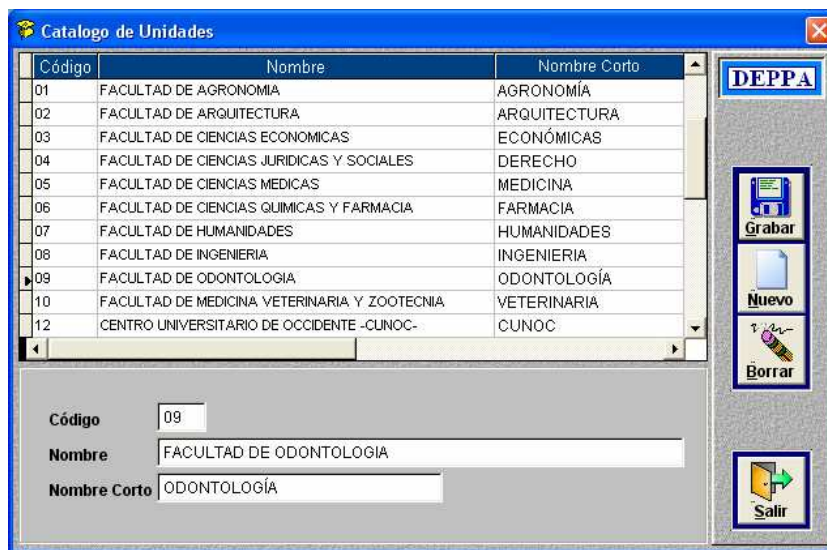 Catalogo de Unidades
Código Nombre Nombre Corto
01 FACULTAD DE AGRONOMIA AGRONOMÍA
02 FACULTAD DE ARQUITECTURA ARQUITECTURA
03 FACULTAD DE CIENCIAS ECONOMICAS ECONÓMICAS
04 FACULTAD DE CIENCIAS JURIDICAS Y SOCIALES DERECHO
05 FACULTAD DE CIENCIAS MEDICAS MEDICINA
06 FACULTAD DE CIENCIAS QUIMICAS Y FARMACIA FARMACIA
07 FACULTAD DE HUMANIDADES HUMANIDADES
08 FACULTAD DE INGENIERIA INGENIERIA
09 FACULTAD DE ODONTOLOGIA ODONTOLOGÍA
10 FACULTAD DE MEDICINA VETERINARIA Y ZOOTECNIA VETERINARIA
12 CENTRO UNIVERSITARIO DE OCCIDENTE -CUNOC- CUNOC
DEPPA
Grabar
Nuevo
Borrar
Salir
Código 09
Nombre FACULTAD DE ODONTOLOGIA
Nombre Corto ODONTOLOGÍA